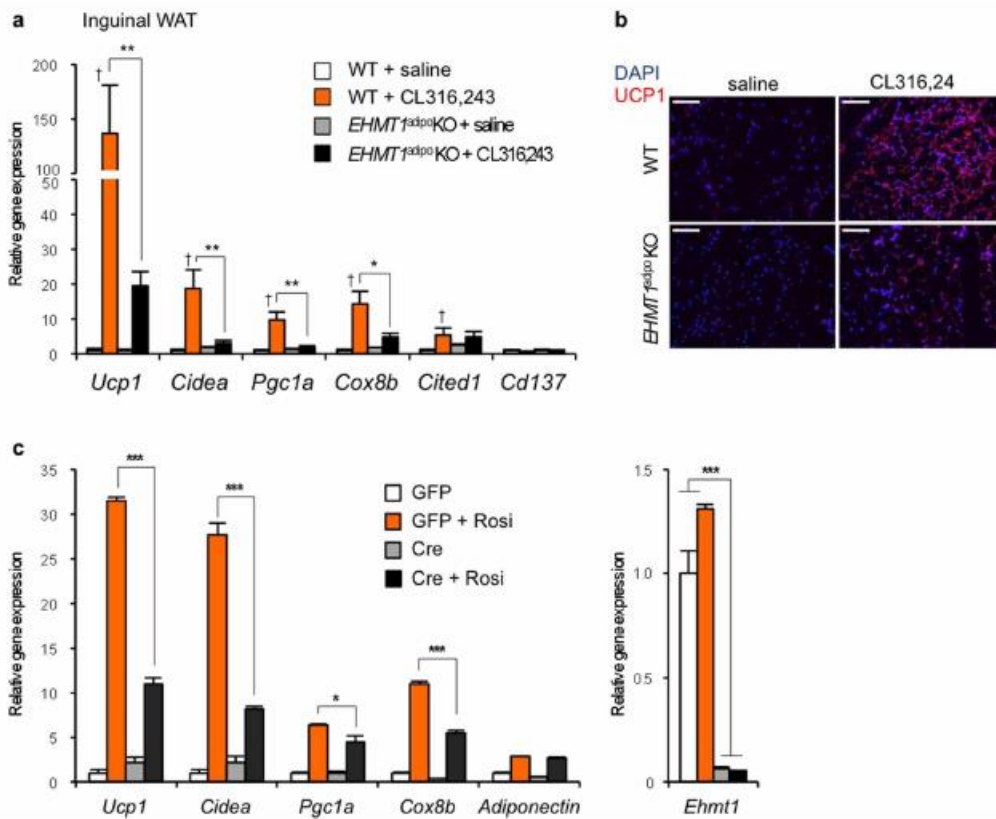 a Inguinal WAT
Relative gene expression
200
150
100
50
40
30
20
10
0
**
†
WT + saline
WT + CL316,243
EHMT1adipo KO + saline
EHMT1adipo KO + CL316,243
† **
† **
† *
†
Ucp1 Cidea Pgc1a Cox8b Cited1 Cd137
b
DAPI
UCP1
saline CL316,24
WT
EHMT1adipo KO
c
Relative gene expression
35
30
25
20
15
10
5
0
***
***
*
***
GFP
GFP + Rosi
Cre
Cre + Rosi
Ucp1 Cidea Pgc1a Cox8b Adiponectin
Relative gene expression
1.5
1.0
0.5
0
***
Ehmt1